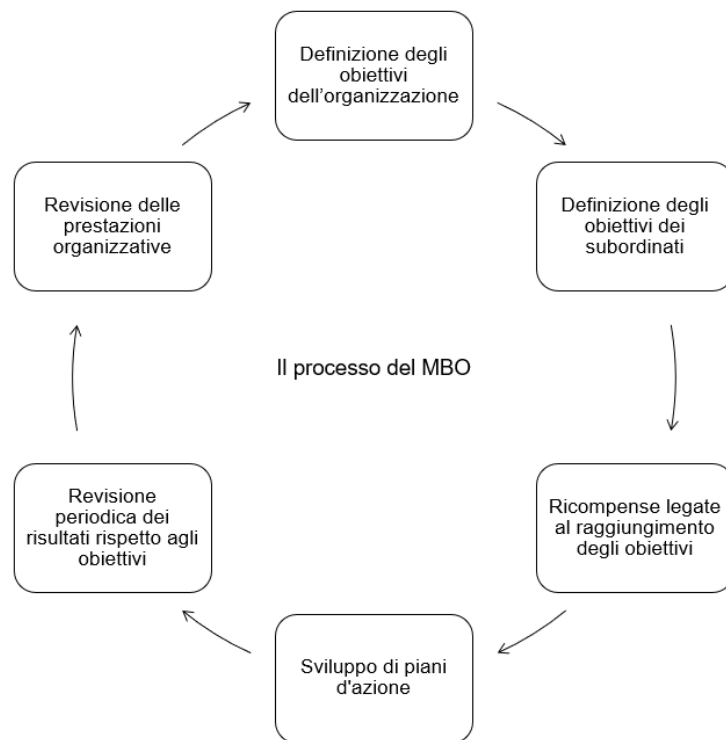 Definizione degli
obiettivi
dell'organizzazione
Definizione degli
obiettivi dei
subordinati
Ricompense legate
al raggiungimento
degli obiettivi
Sviluppo di piani
d'azione
Revisione
periodica dei
risultati rispetto agli
obiettivi
Revisione delle
prestazioni
organizzative
Il processo del MBO